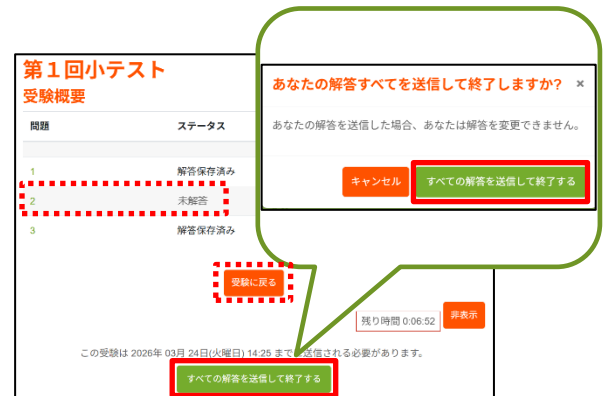 第１回小テスト
受験概要
問題 ステータス
1 解答保存済み
2 未解答
3 解答保存済み
受験に戻る
残り時間 0:06:52 非表示
この受験は 2026年 03月 24日(火曜日) 14:25 まで 送信される必要があります。
すべての解答を送信して終了する
あなたの解答すべてを送信して終了しますか? ×
あなたの解答を送信した場合、あなたは解答を変更できません。
キャンセル すべての解答を送信して終了する